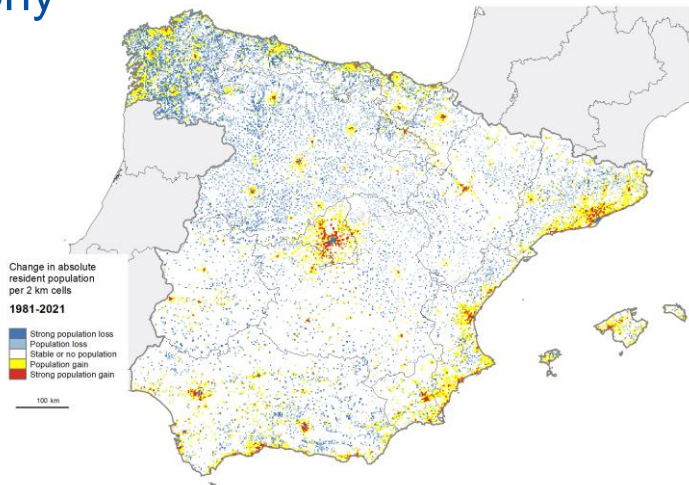 Change in absolute
resident population
per 2 km cells
1981-2021
Strong population loss
Population loss
Stable or no population
Population gain
Strong population gain
100 km